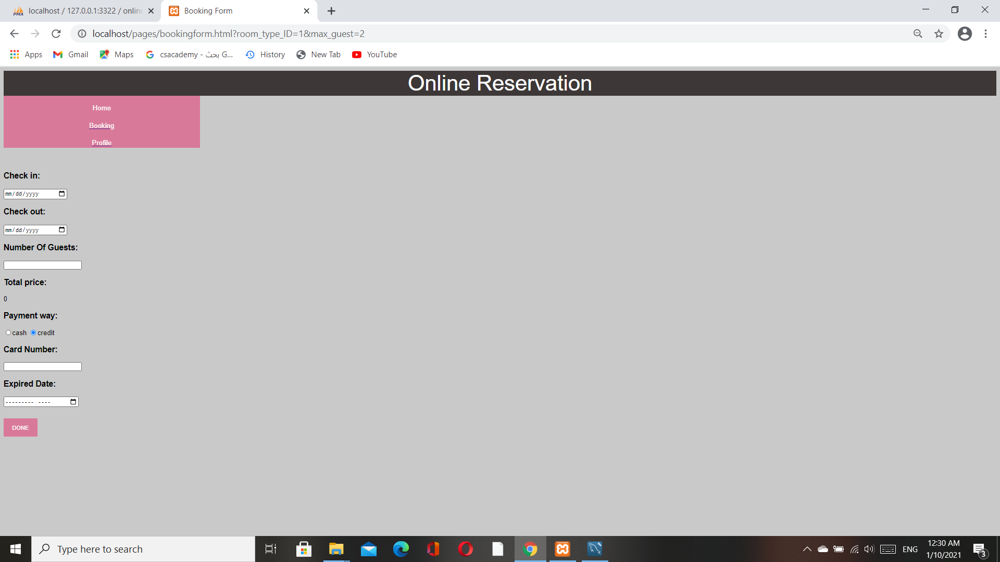 localhost / 127.0.0.1:3322 / onlin
Booking Form
localhost/pages/bookingform.html?room_type_ID=1&max_guest=2
Apps
Gmail
Maps
csacademy - بحث G...
History
New Tab
YouTube
Online Reservation
Home
Booking
Profile
Check in:
mm/dd/yyyy
Check out:
mm/dd/yyyy
Number Of Guests:
Total price:
0
Payment way:
cash credit
Card Number:
Expired Date:
--------- ----
DONE
Type here to search
ENG
12:30 AM
1/10/2021
3